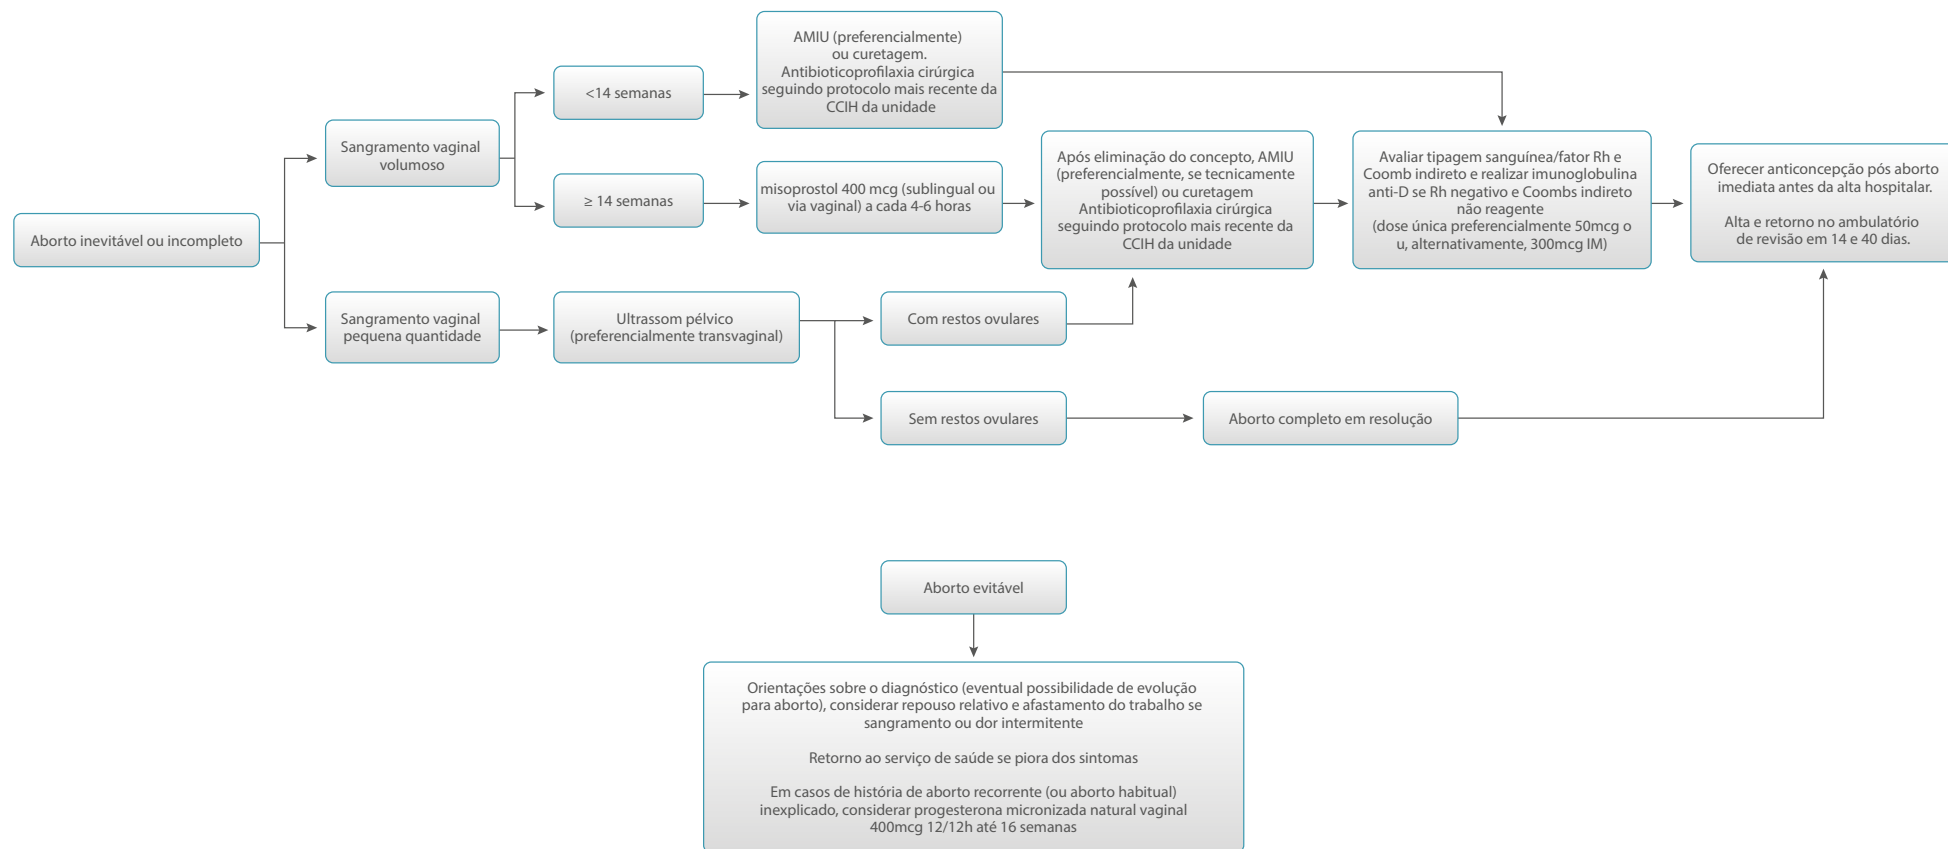 Aborto inevitável ou incompleto
Sangramento vaginal
volumoso
<14 semanas
AMIU (preferencialmente)
ou curetagem.
Antibioticoprofilaxia cirúrgica
seguindo protocolo mais recente da
CCIH da unidade
≥ 14 semanas
misoprostol 400 mcg (sublingual ou
via vaginal) a cada 4-6 horas
Após eliminação do concepto, AMIU
(preferencialmente, se tecnicamente
possível) ou curetagem
Antibioticoprofilaxia cirúrgica
seguindo protocolo mais recente da
CCIH da unidade
Avaliar tipagem sanguínea/fator Rh e
Coomb indireto e realizar imunoglobulina
anti-D se Rh negativo e Coombs indireto
não reagente
(dose única preferencialmente 50mcg o
u, alternativamente, 300mcg IM)
Oferecer anticoncepção pós aborto
imediata antes da alta hospitalar.
Alta e retorno no ambulatório
de revisão em 14 e 40 dias.
Sangramento vaginal
pequena quantidade
Ultrassom pélvico
(preferencialmente transvaginal)
Com restos ovulares
Sem restos ovulares
Aborto completo em resolução
Aborto evitável
Orientações sobre o diagnóstico (eventual possibilidade de evolução
para aborto), considerar repouso relativo e afastamento do trabalho se
sangramento ou dor intermitente
Retorno ao serviço de saúde se piora dos sintomas
Em casos de história de aborto recorrente (ou aborto habitual)
inexplicado, considerar progesterona micronizada natural vaginal
400mcg 12/12h até 16 semanas